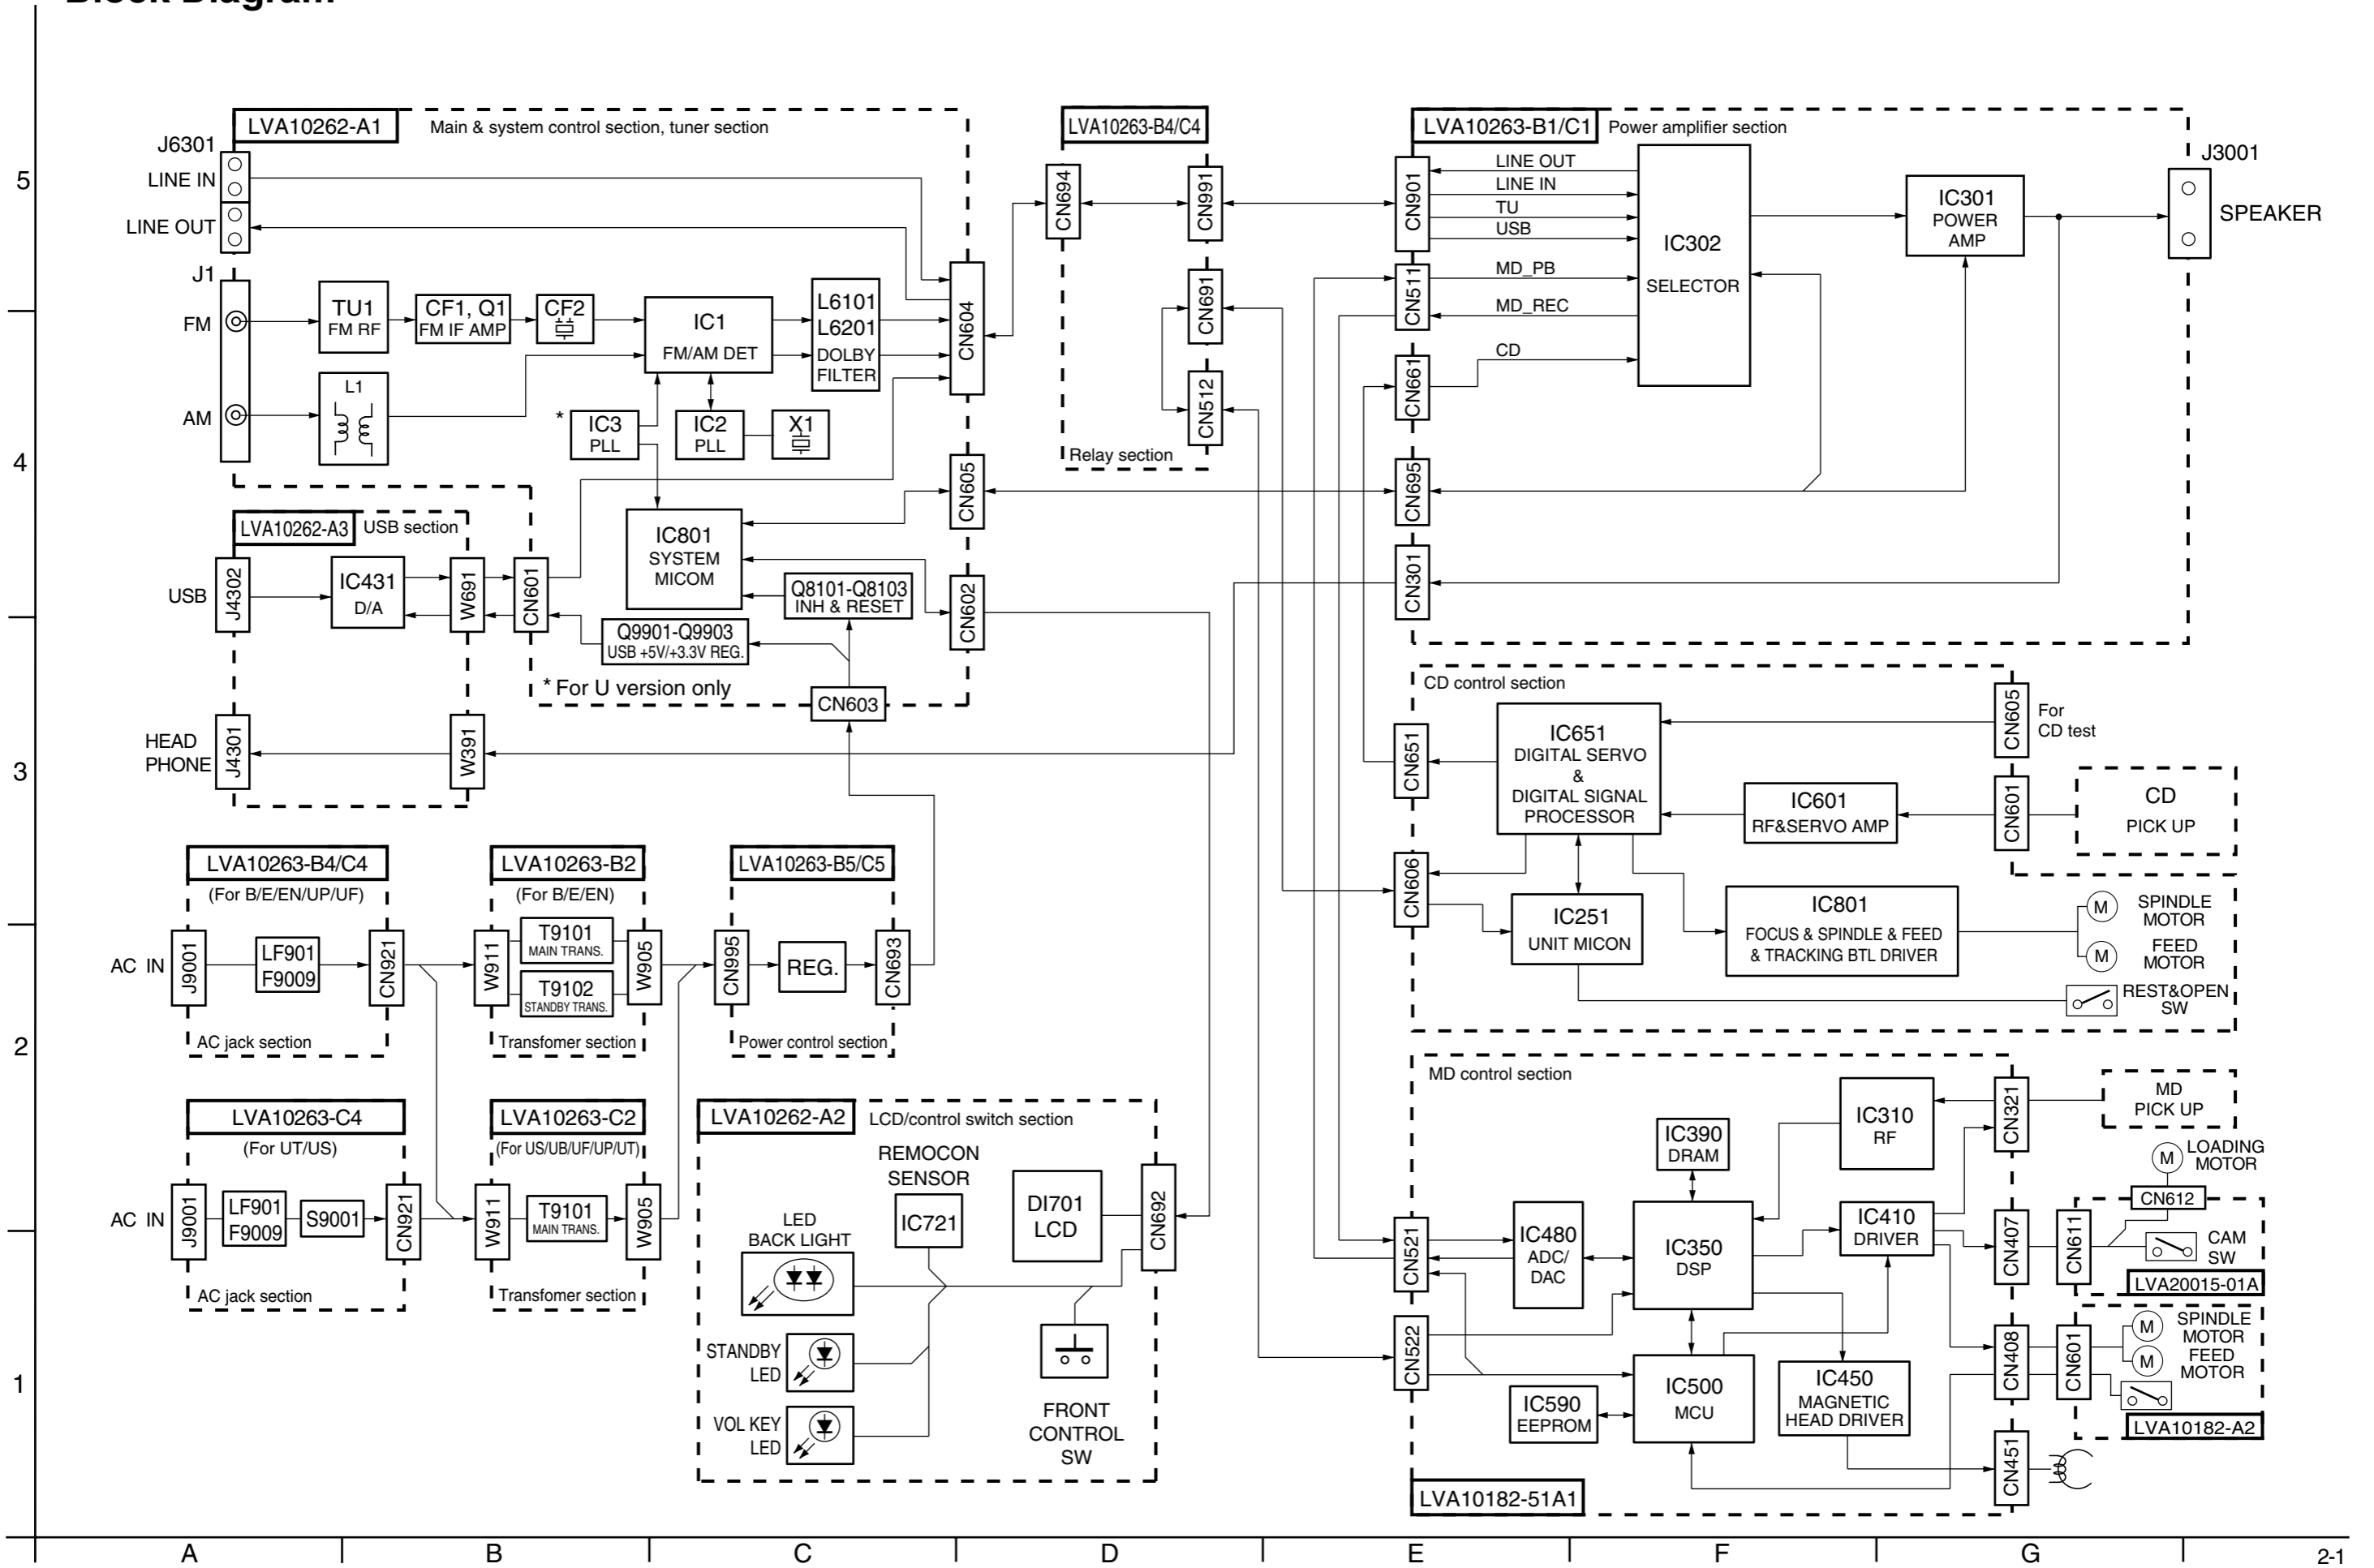 Block Diagram
5
4
3
2
1
LVA10262-A1
Main & system control section, tuner section
J6301
LINE IN
LINE OUT
J1
FM
AM
TU1
FM RF
CF1, Q1
FM IF AMP
CF2
IC1
FM/AM DET
L6101
L6201
DOLBY
FILTER
CN604
L1
*
IC3
PLL
IC2
PLL
X1
CN605
IC801
SYSTEM
MICOM
Q8101-Q8103
INH & RESET
CN602
Q9901-Q9903
USB +5V/+3.3V REG.
* For U version only
CN603
LVA10262-A3
USB section
USB
J4302
IC431
D/A
W691
CN601
HEAD
PHONE
J4301
W391
LVA10263-B4/C4
CN694
CN991
CN691
CN512
Relay section
LVA10263-B1/C1
Power amplifier section
CN901
LINE OUT
LINE IN
TU
USB
CN511
MD_PB
MD_REC
CN661
CD
CN695
CN301
IC302
SELECTOR
IC301
POWER
AMP
J3001
SPEAKER
CD control section
CN651
CN606
IC651
DIGITAL SERVO
&
DIGITAL SIGNAL
PROCESSOR
IC601
RF&SERVO AMP
CN605
For
CD test
CN601
CD
PICK UP
IC251
UNIT MICON
IC801
FOCUS & SPINDLE & FEED
& TRACKING BTL DRIVER
M
SPINDLE
MOTOR
M
FEED
MOTOR
REST&OPEN
SW
LVA10263-B4/C4
(For B/E/EN/UP/UF)
AC IN
J9001
LF901
F9009
CN921
AC jack section
LVA10263-B2
(For B/E/EN)
W911
T9101
MAIN TRANS.
T9102
STANDBY TRANS.
W905
Transfomer section
LVA10263-B5/C5
CN995
REG.
CN693
Power control section
LVA10263-C4
(For UT/US)
AC IN
J9001
LF901
F9009
S9001
CN921
AC jack section
LVA10263-C2
(For US/UB/UF/UP/UT)
W911
T9101
MAIN TRANS.
W905
Transfomer section
LVA10262-A2
LCD/control switch section
REMOCON
SENSOR
IC721
LED
BACK LIGHT
DI701
LCD
CN692
STANDBY
LED
VOL KEY
LED
FRONT
CONTROL
SW
MD control section
CN521
CN522
IC480
ADC/
DAC
IC390
DRAM
IC350
DSP
IC310
RF
IC410
DRIVER
IC500
MCU
IC590
EEPROM
IC450
MAGNETIC
HEAD DRIVER
CN321
MD
PICK UP
M
LOADING
MOTOR
CN612
CN407
CN611
CAM
SW
LVA20015-01A
CN408
CN601
M
SPINDLE
MOTOR
M
FEED
MOTOR
LVA10182-A2
CN451
LVA10182-51A1
A
B
C
D
E
F
G
2-1